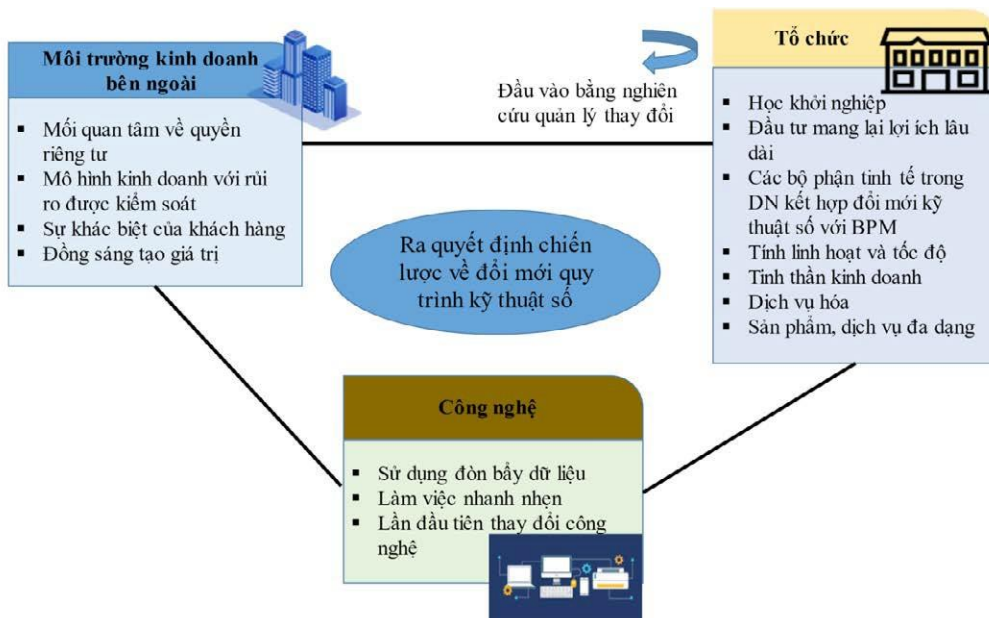 Môi trường kinh doanh
bên ngoài
▪ Mối quan tâm về quyền
riêng tư
▪ Mô hình kinh doanh với rủi
ro được kiểm soát
▪ Sự khác biệt của khách hàng
▪ Đồng sáng tạo giá trị
Đầu vào bằng nghiên
cứu quản lý thay đổi
Tổ chức
▪ Học khởi nghiệp
▪ Đầu tư mang lại lợi ích lâu
dài
▪ Các bộ phận tinh tế trong
DN kết hợp đổi mới kỹ
thuật số với BPM
▪ Tính linh hoạt và tốc độ
▪ Tinh thần kinh doanh
▪ Dịch vụ hóa
▪ Sản phẩm, dịch vụ đa dạng
Ra quyết định chiến
lược về đổi mới quy
trình kỹ thuật số
Công nghệ
▪ Sử dụng đòn bẩy dữ liệu
▪ Làm việc nhanh nhẹn
▪ Lần đầu tiên thay đổi công
nghệ